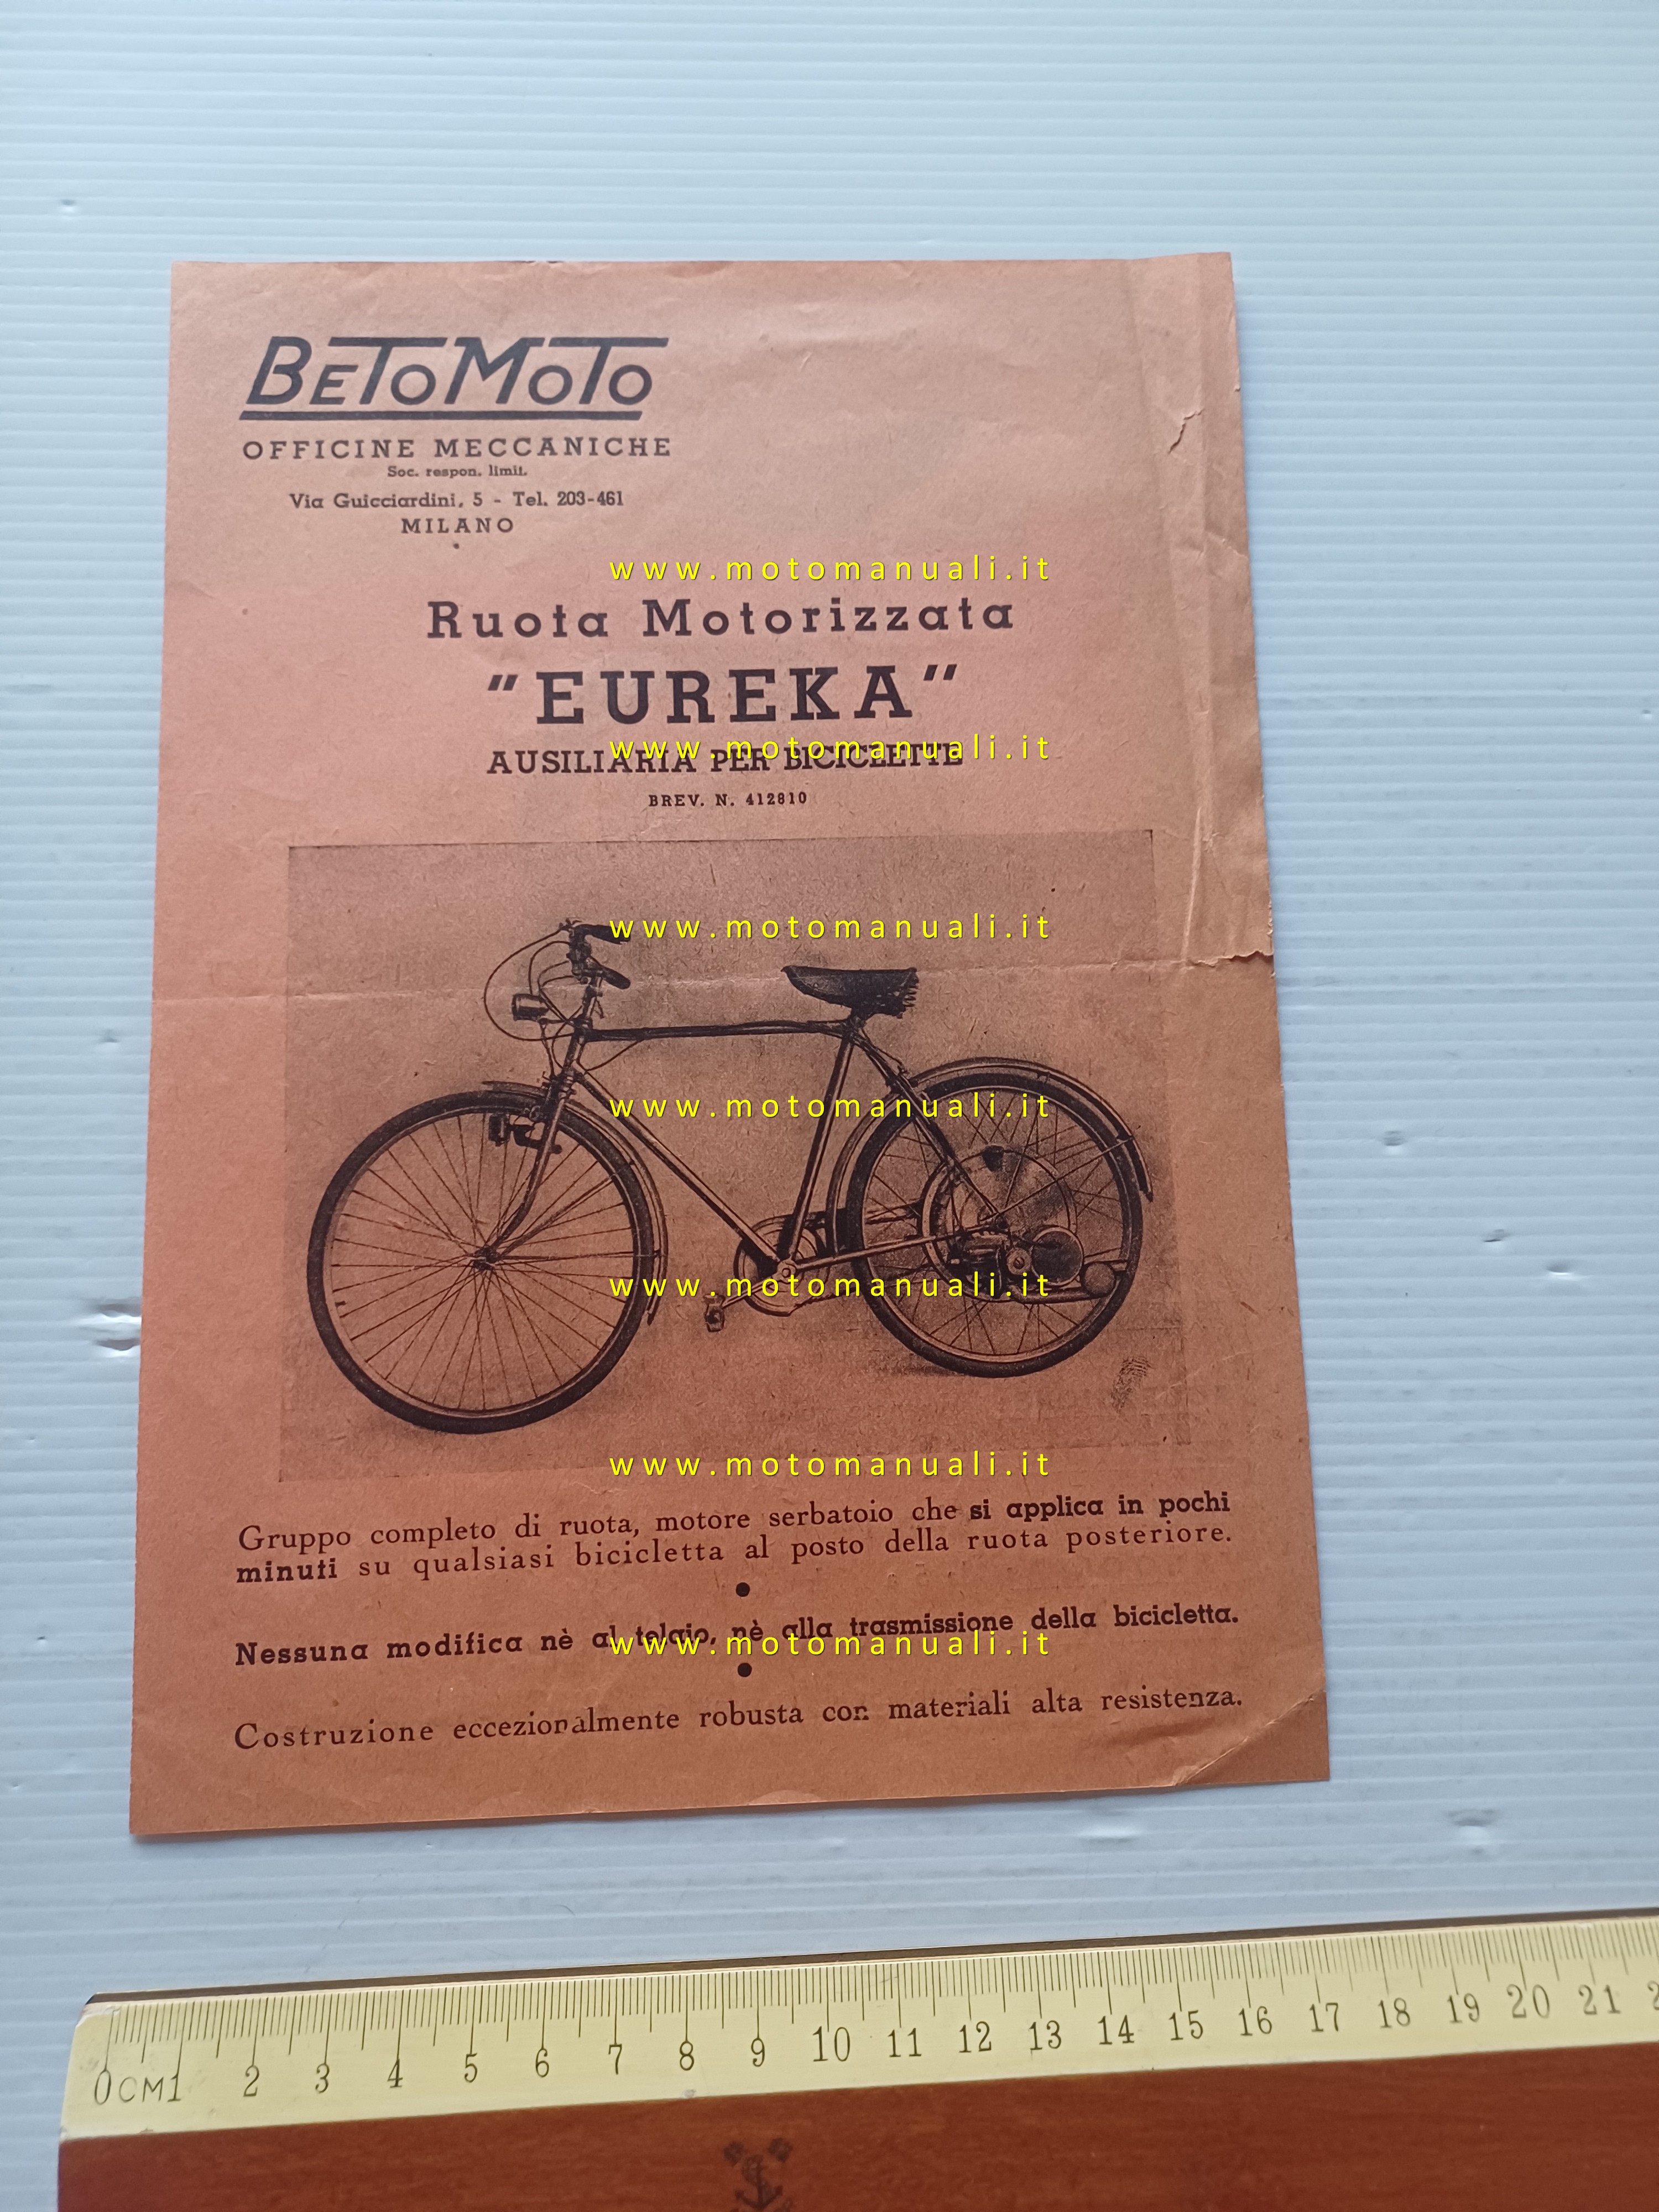 BETOMOTO
OFFICINE MECCANICHE
Soc. respon. limit.
Via Guicciardini, 5 - Tel. 203-461
MILANO
www.motomanuali.it
Ruota Motorizzata
"EUREKA"
www.motomanuali.it
AUSILIARIA PER BICICLETTE
BREV. N. 412810
www.motomanuali.it
www.motomanuali.it
www.motomanuali.it
www.motomanuali.it
Gruppo completo di ruota, motore serbatoio che si applica in pochi
minuti su qualsiasi bicicletta al posto della ruota posteriore.
Nessuna modifica nè al telaio, nè alla trasmissione della bicicletta.
www.motomanuali.it
Costruzione eccezionalmente robusta con materiali alta resistenza.
0CM1 2 3 4 5 6 7 8 9 10 11 12 13 14 15 16 17 18 19 20 21 2